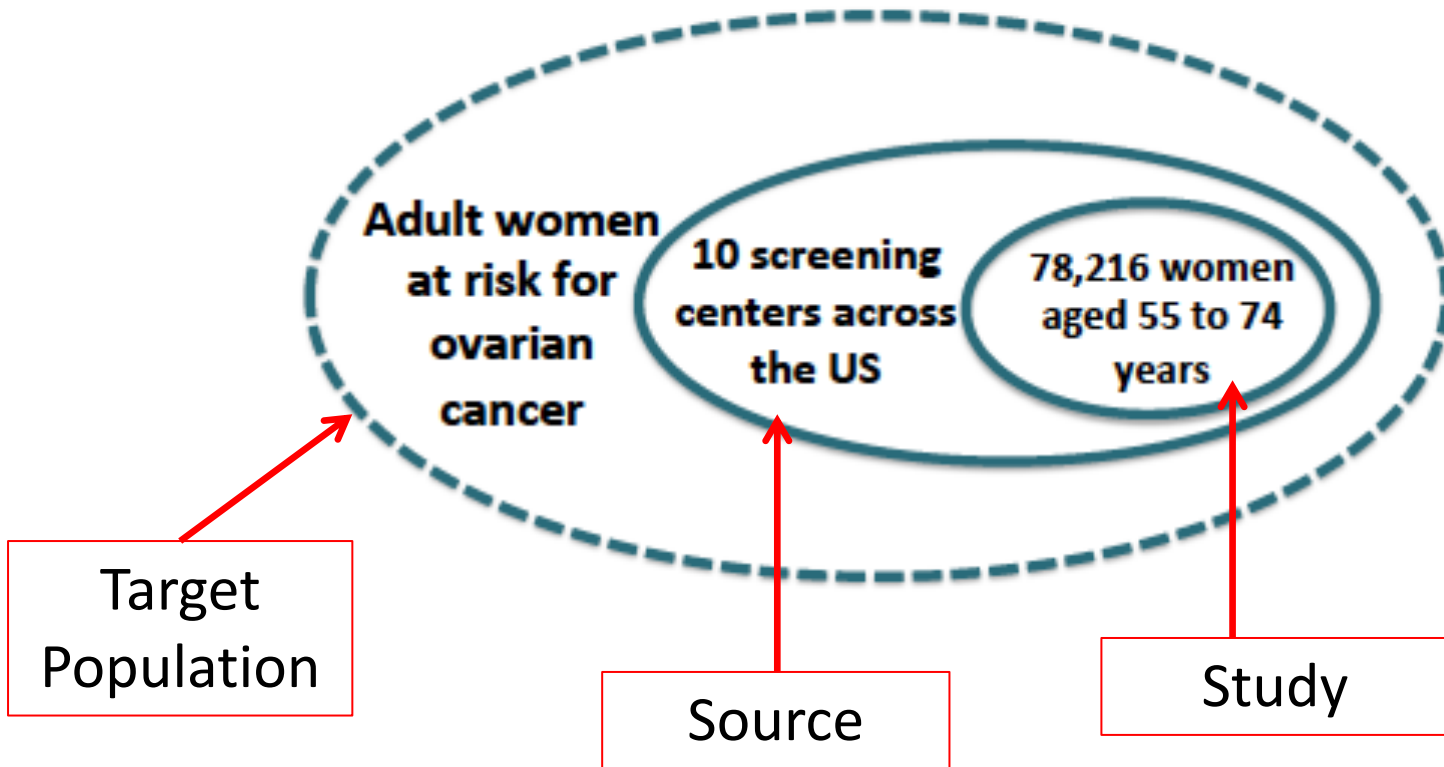 Adult women
at risk for
ovarian
cancer
10 screening
centers across
the US
78,216 women
aged 55 to 74
years
Target
Population
Source
Study